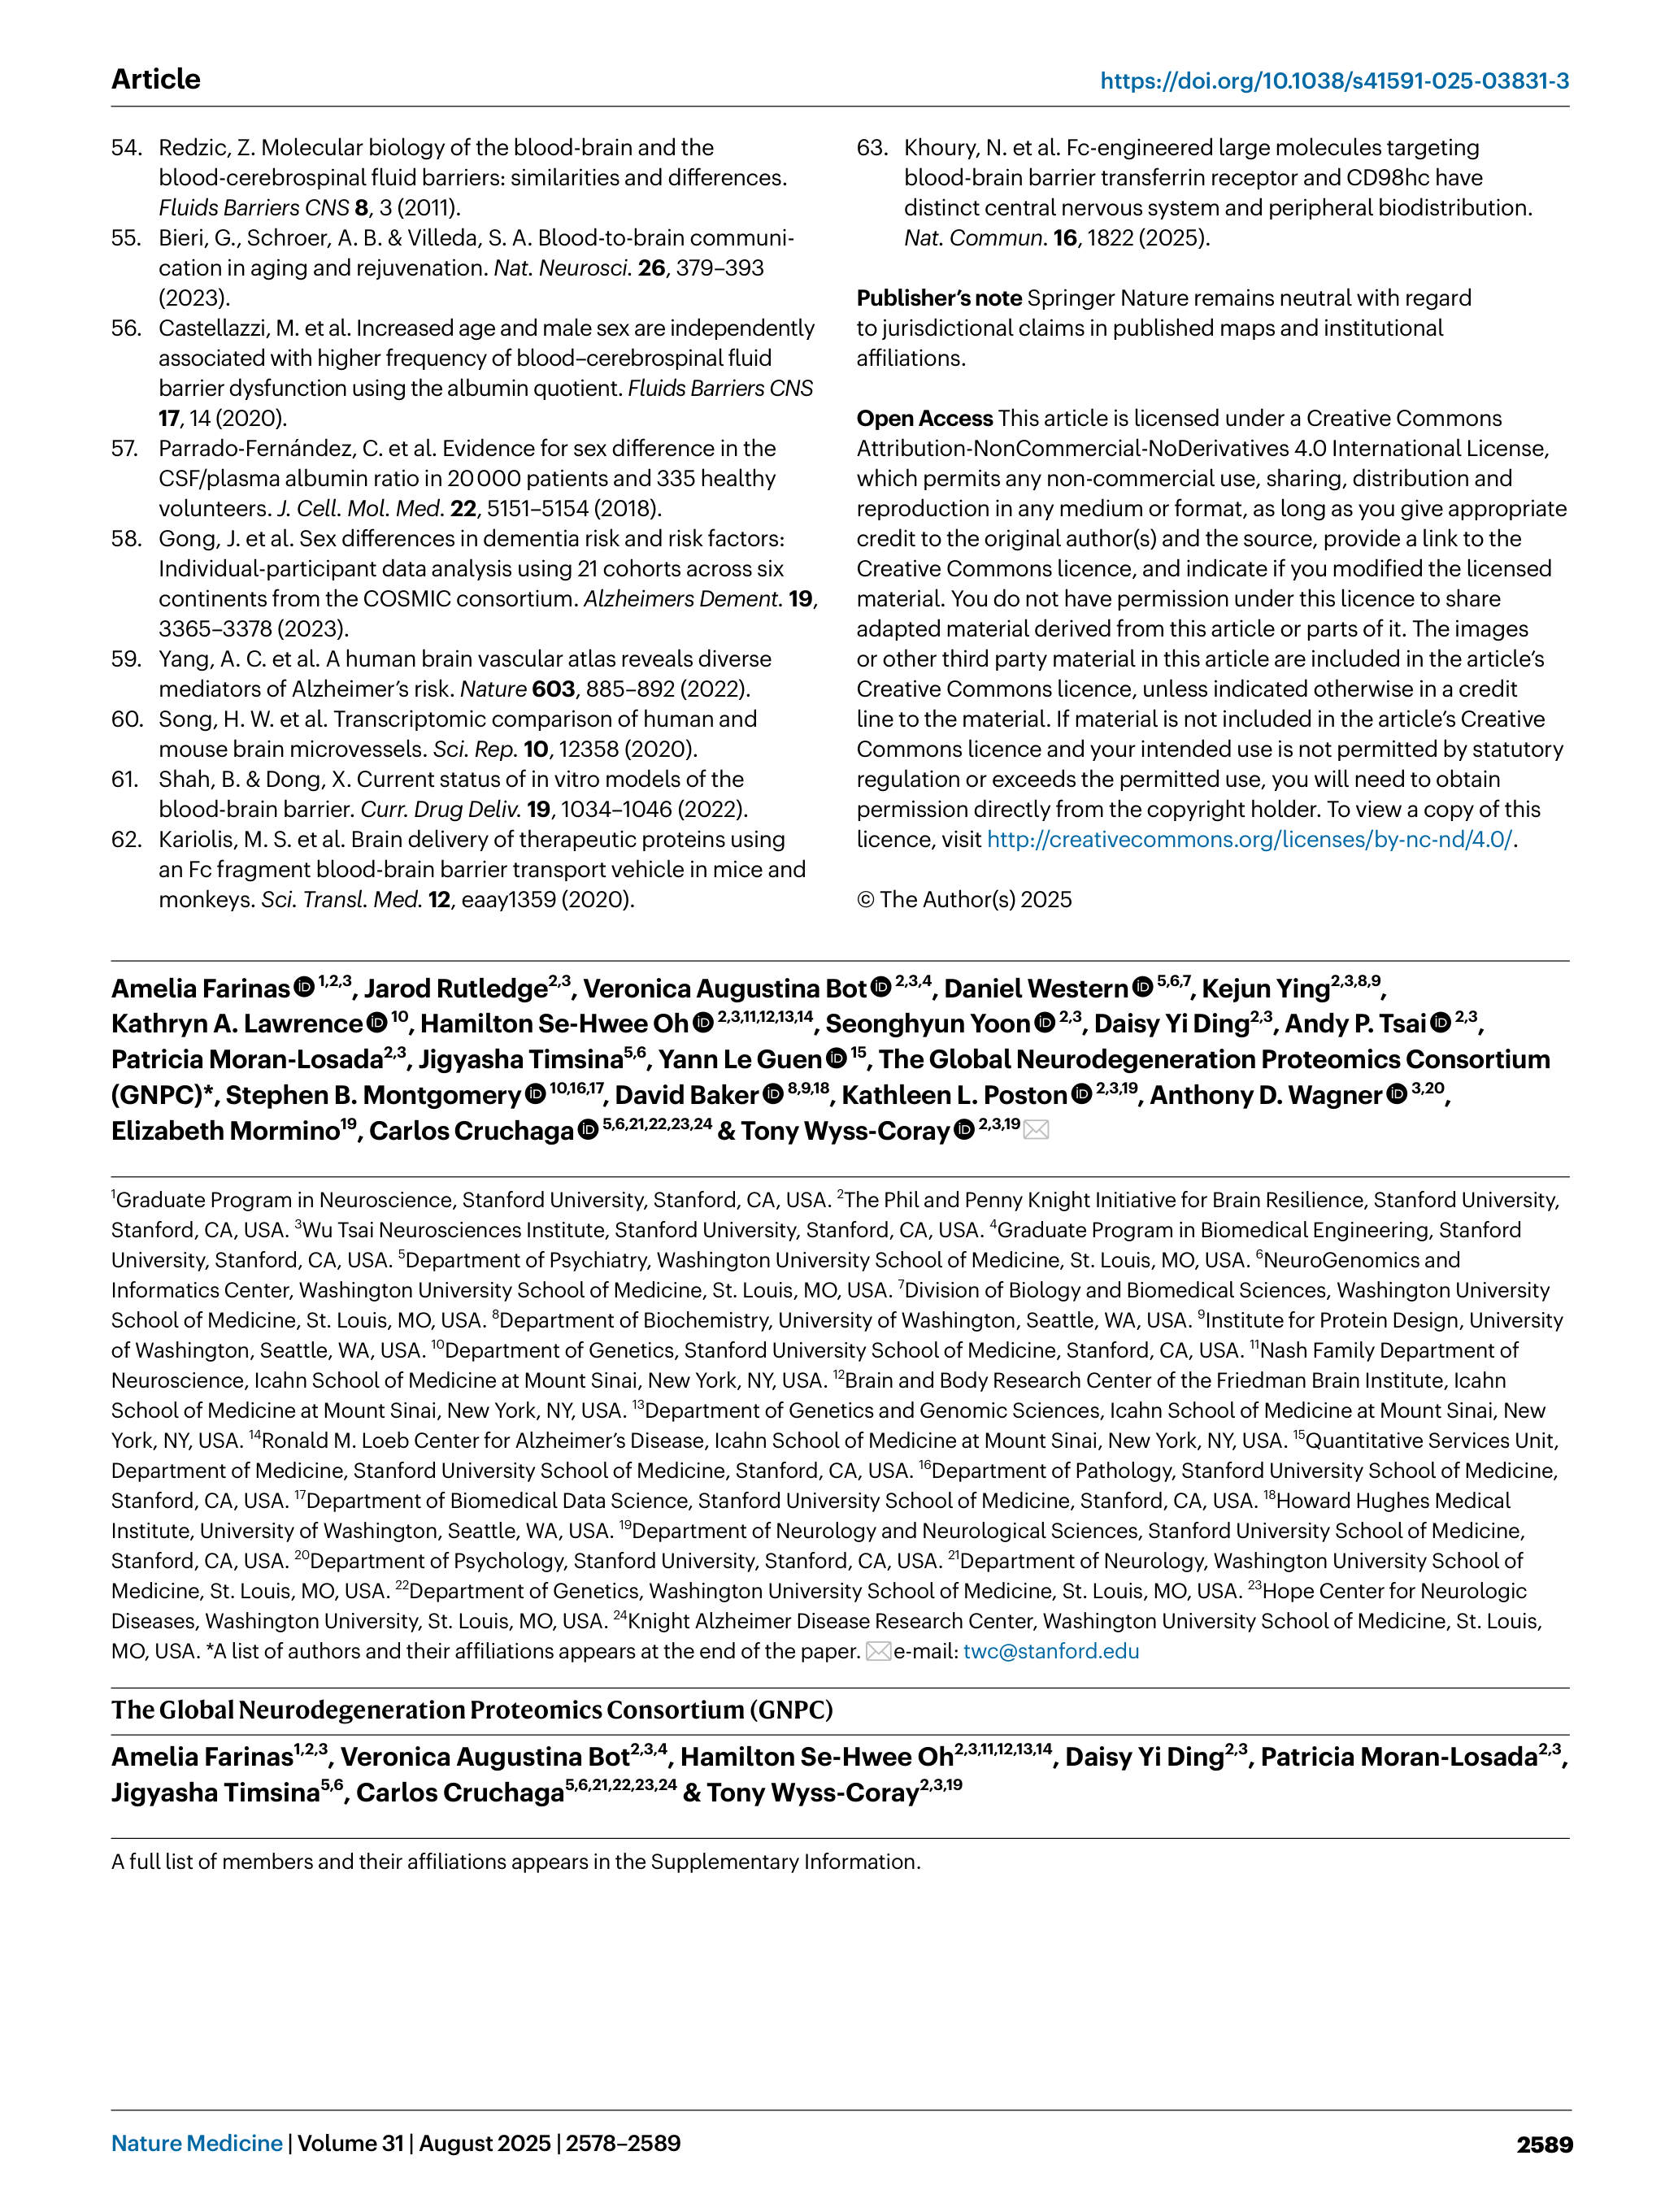 Article
https://doi.org/10.1038/s41591-025-03831-3
54. Redzic, Z. Molecular biology of the blood-brain and the
blood-cerebrospinal fluid barriers: similarities and differences.
Fluids Barriers CNS 8, 3 (2011).
55. Bieri, G., Schroer, A. B. & Villeda, S. A. Blood-to-brain communi-
cation in aging and rejuvenation. Nat. Neurosci. 26, 379–393
(2023).
56. Castellazzi, M. et al. Increased age and male sex are independently
associated with higher frequency of blood–cerebrospinal fluid
barrier dysfunction using the albumin quotient. Fluids Barriers CNS
17, 14 (2020).
57. Parrado-Fernández, C. et al. Evidence for sex difference in the
CSF/plasma albumin ratio in 20 000 patients and 335 healthy
volunteers. J. Cell. Mol. Med. 22, 5151–5154 (2018).
58. Gong, J. et al. Sex differences in dementia risk and risk factors:
Individual-participant data analysis using 21 cohorts across six
continents from the COSMIC consortium. Alzheimers Dement. 19,
3365–3378 (2023).
59. Yang, A. C. et al. A human brain vascular atlas reveals diverse
mediators of Alzheimer's risk. Nature 603, 885–892 (2022).
60. Song, H. W. et al. Transcriptomic comparison of human and
mouse brain microvessels. Sci. Rep. 10, 12358 (2020).
61. Shah, B. & Dong, X. Current status of in vitro models of the
blood-brain barrier. Curr. Drug Deliv. 19, 1034–1046 (2022).
62. Kariolis, M. S. et al. Brain delivery of therapeutic proteins using
an Fc fragment blood-brain barrier transport vehicle in mice and
monkeys. Sci. Transl. Med. 12, eaay1359 (2020).
63. Khoury, N. et al. Fc-engineered large molecules targeting
blood-brain barrier transferrin receptor and CD98hc have
distinct central nervous system and peripheral biodistribution.
Nat. Commun. 16, 1822 (2025).
Publisher's note Springer Nature remains neutral with regard
to jurisdictional claims in published maps and institutional
affiliations.
Open Access This article is licensed under a Creative Commons
Attribution-NonCommercial-NoDerivatives 4.0 International License,
which permits any non-commercial use, sharing, distribution and
reproduction in any medium or format, as long as you give appropriate
credit to the original author(s) and the source, provide a link to the
Creative Commons licence, and indicate if you modified the licensed
material. You do not have permission under this licence to share
adapted material derived from this article or parts of it. The images
or other third party material in this article are included in the article's
Creative Commons licence, unless indicated otherwise in a credit
line to the material. If material is not included in the article's Creative
Commons licence and your intended use is not permitted by statutory
regulation or exceeds the permitted use, you will need to obtain
permission directly from the copyright holder. To view a copy of this
licence, visit http://creativecommons.org/licenses/by-nc-nd/4.0/.
© The Author(s) 2025
Amelia Farinas iD 1,2,3, Jarod Rutledge2,3, Veronica Augustina Bot iD 2,3,4, Daniel Western iD 5,6,7, Kejun Ying2,3,8,9,
Kathryn A. Lawrence iD 10, Hamilton Se-Hwee Oh iD 2,3,11,12,13,14, Seonghyun Yoon iD 2,3, Daisy Yi Ding2,3, Andy P. Tsai iD 2,3,
Patricia Moran-Losada2,3, Jigyasha Timsina5,6, Yann Le Guen iD 15, The Global Neurodegeneration Proteomics Consortium
(GNPC)*, Stephen B. Montgomery iD 10,16,17, David Baker iD 8,9,18, Kathleen L. Poston iD 2,3,19, Anthony D. Wagner iD 3,20,
Elizabeth Mormino19, Carlos Cruchaga iD 5,6,21,22,23,24 & Tony Wyss-Coray iD 2,3,19
1Graduate Program in Neuroscience, Stanford University, Stanford, CA, USA. 2The Phil and Penny Knight Initiative for Brain Resilience, Stanford University,
Stanford, CA, USA. 3Wu Tsai Neurosciences Institute, Stanford University, Stanford, CA, USA. 4Graduate Program in Biomedical Engineering, Stanford
University, Stanford, CA, USA. 5Department of Psychiatry, Washington University School of Medicine, St. Louis, MO, USA. 6NeuroGenomics and
Informatics Center, Washington University School of Medicine, St. Louis, MO, USA. 7Division of Biology and Biomedical Sciences, Washington University
School of Medicine, St. Louis, MO, USA. 8Department of Biochemistry, University of Washington, Seattle, WA, USA. 9Institute for Protein Design, University
of Washington, Seattle, WA, USA. 10Department of Genetics, Stanford University School of Medicine, Stanford, CA, USA. 11Nash Family Department of
Neuroscience, Icahn School of Medicine at Mount Sinai, New York, NY, USA. 12Brain and Body Research Center of the Friedman Brain Institute, Icahn
School of Medicine at Mount Sinai, New York, NY, USA. 13Department of Genetics and Genomic Sciences, Icahn School of Medicine at Mount Sinai, New
York, NY, USA. 14Ronald M. Loeb Center for Alzheimer's Disease, Icahn School of Medicine at Mount Sinai, New York, NY, USA. 15Quantitative Services Unit,
Department of Medicine, Stanford University School of Medicine, Stanford, CA, USA. 16Department of Pathology, Stanford University School of Medicine,
Stanford, CA, USA. 17Department of Biomedical Data Science, Stanford University School of Medicine, Stanford, CA, USA. 18Howard Hughes Medical
Institute, University of Washington, Seattle, WA, USA. 19Department of Neurology and Neurological Sciences, Stanford University School of Medicine,
Stanford, CA, USA. 20Department of Psychology, Stanford University, Stanford, CA, USA. 21Department of Neurology, Washington University School of
Medicine, St. Louis, MO, USA. 22Department of Genetics, Washington University School of Medicine, St. Louis, MO, USA. 23Hope Center for Neurologic
Diseases, Washington University, St. Louis, MO, USA. 24Knight Alzheimer Disease Research Center, Washington University School of Medicine, St. Louis,
MO, USA. *A list of authors and their affiliations appears at the end of the paper. e-mail: twc@stanford.edu
The Global Neurodegeneration Proteomics Consortium (GNPC)
Amelia Farinas1,2,3, Veronica Augustina Bot2,3,4, Hamilton Se-Hwee Oh2,3,11,12,13,14, Daisy Yi Ding2,3, Patricia Moran-Losada2,3,
Jigyasha Timsina5,6, Carlos Cruchaga5,6,21,22,23,24 & Tony Wyss-Coray2,3,19
A full list of members and their affiliations appears in the Supplementary Information.
Nature Medicine | Volume 31 | August 2025 | 2578–2589
2589